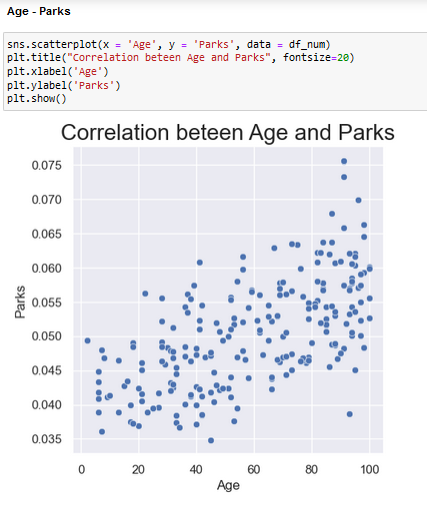 Age - Parks
sns.scatterplot(x = 'Age', y = 'Parks', data = df_num)
plt.title("Correlation beteen Age and Parks", fontsize=20)
plt.xlabel('Age')
plt.ylabel('Parks')
plt.show()
Correlation beteen Age and Parks
0.075
0.070
0.065
0.060
0.055
0.050
0.045
0.040
0.035
Parks
0 20 40 60 80 100
Age